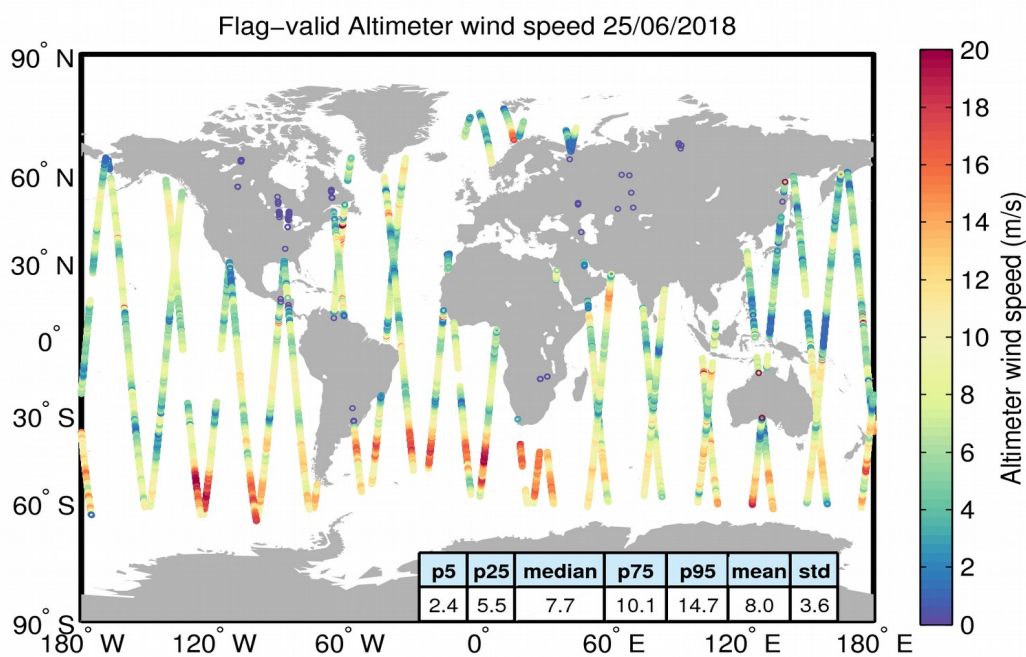 Flag−valid Altimeter wind speed 25/06/2018
90° N
60° N
30° N
0°
30° S
60° S
90° S
180° W
120° W
60° W
0°
60° E
120° E
180° E
p5 p25 median p75 p95 mean std
2.4 5.5 7.7 10.1 14.7 8.0 3.6
20
18
16
14
12
10
8
6
4
2
0
Altimeter wind speed (m/s)